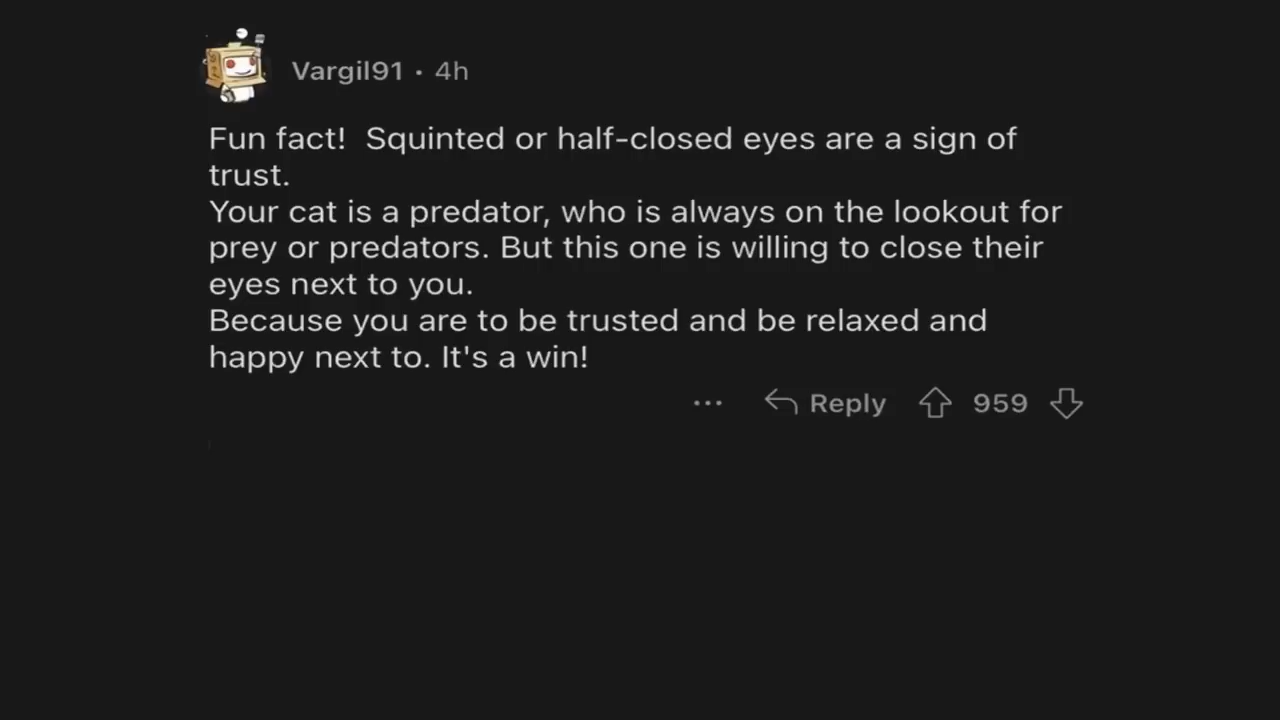 Vargil91 • 4h
Fun fact!  Squinted or half-closed eyes are a sign of
trust.
Your cat is a predator, who is always on the lookout for
prey or predators. But this one is willing to close their
eyes next to you.
Because you are to be trusted and be relaxed and
happy next to. It's a win!
... Reply 959